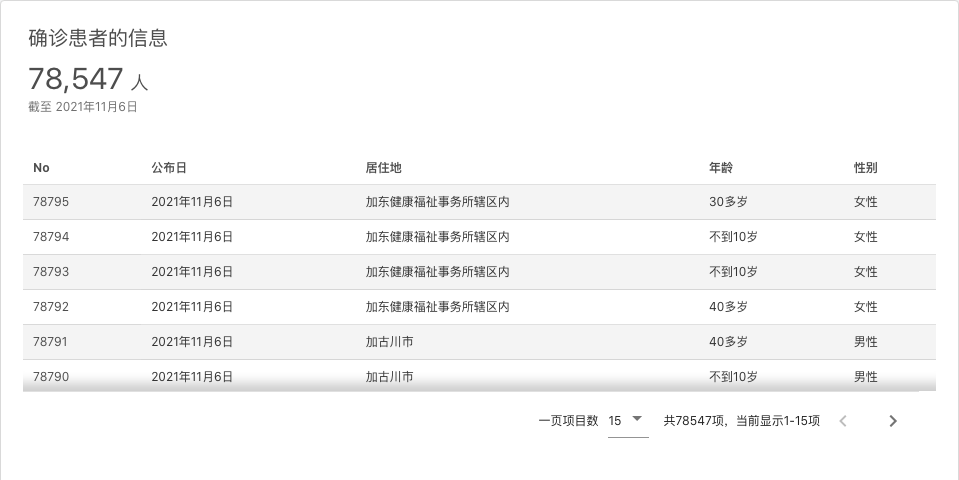 确诊患者的信息
78,547 人
截至 2021年11月6日
No 公布日 居住地 年龄 性别
78795 2021年11月6日 加东健康福祉事务所辖区内 30多岁 女性
78794 2021年11月6日 加东健康福祉事务所辖区内 不到10岁 女性
78793 2021年11月6日 加东健康福祉事务所辖区内 不到10岁 女性
78792 2021年11月6日 加东健康福祉事务所辖区内 40多岁 女性
78791 2021年11月6日 加古川市 40多岁 男性
78790 2021年11月6日 加古川市 不到10岁 男性
一页项目数 15 共78547项，当前显示1-15项